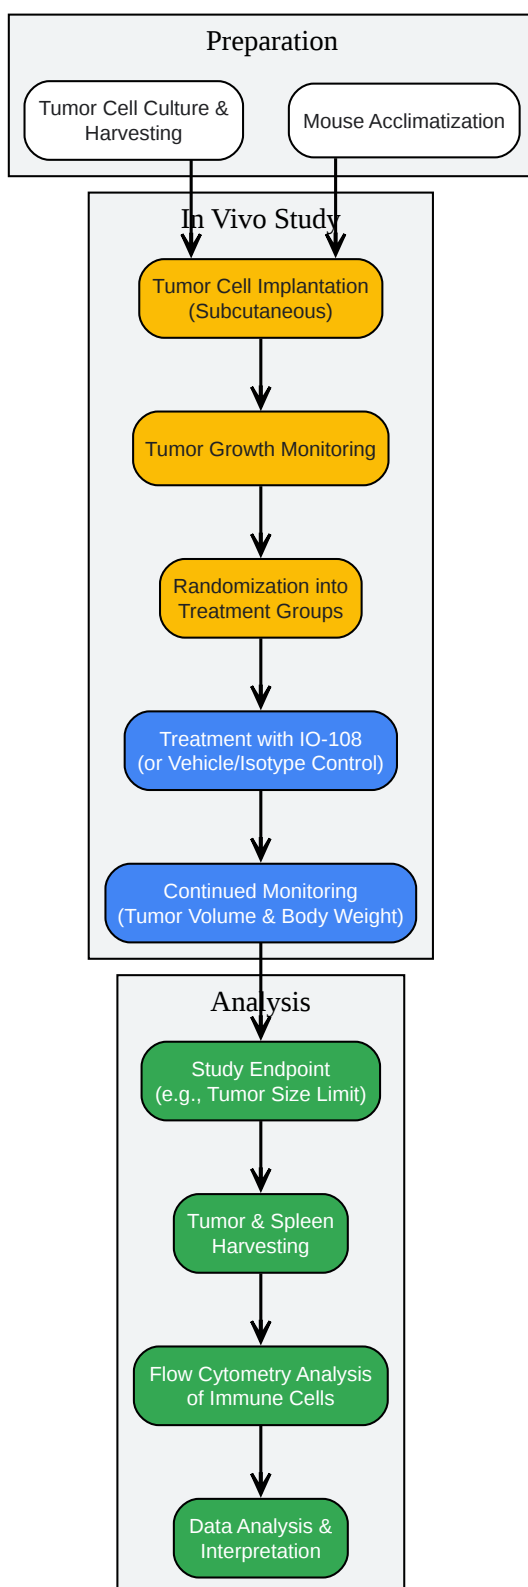 Preparation
Tumor Cell Culture &
Harvesting
Mouse Acclimatization
In Vivo Study
Tumor Cell Implantation
(Subcutaneous)
Tumor Growth Monitoring
Randomization into
Treatment Groups
Treatment with IO-108
(or Vehicle/Isotype Control)
Continued Monitoring
(Tumor Volume & Body Weight)
Analysis
Study Endpoint
(e.g., Tumor Size Limit)
Tumor & Spleen
Harvesting
Flow Cytometry Analysis
of Immune Cells
Data Analysis &
Interpretation